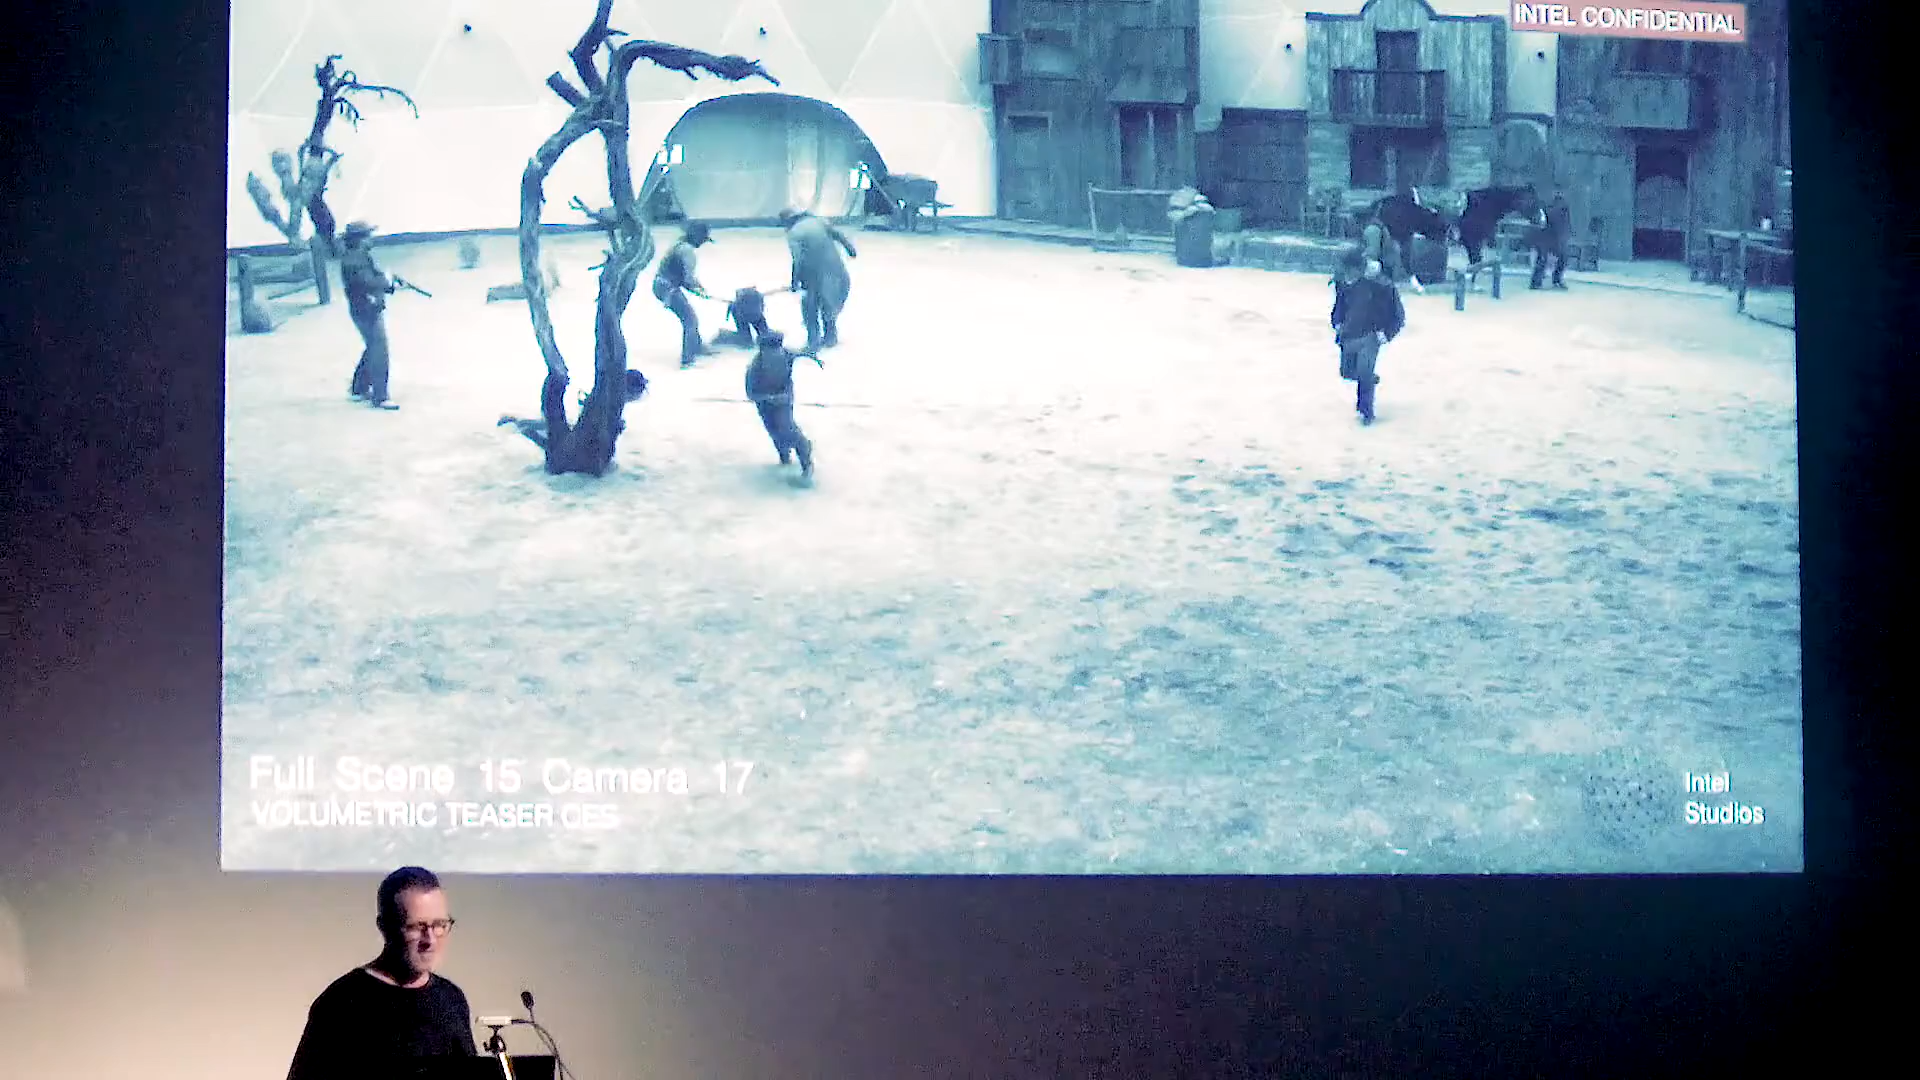 INTEL CONFIDENTIAL
Full Scene 15 Camera 17
VOLUMETRIC TEASER CES
Intel
Studios